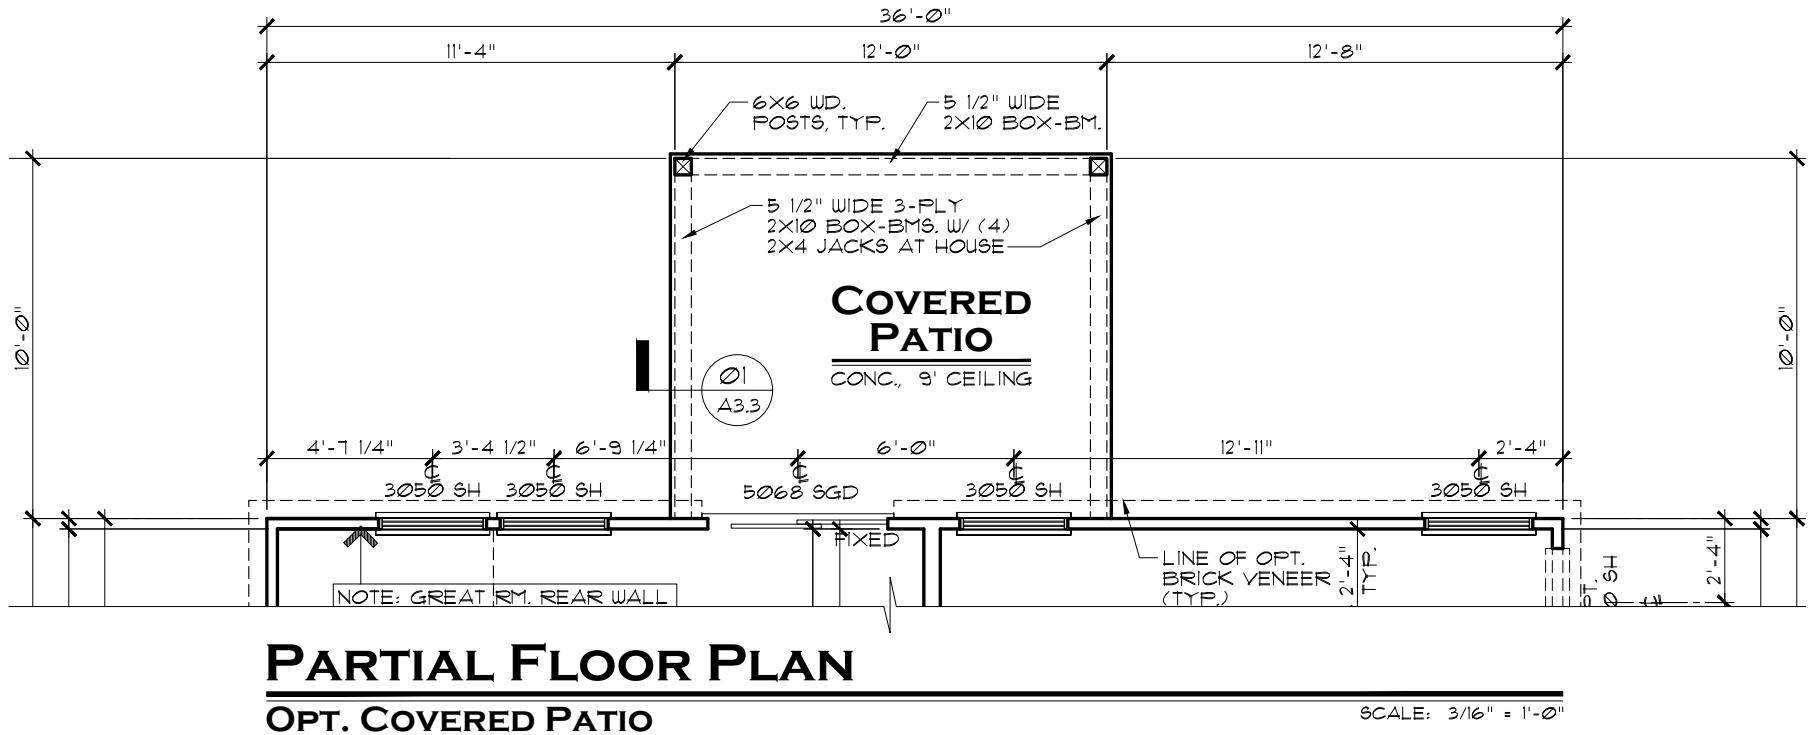 36'-0"
11'-4"
12'-0"
12'-8"
6X6 WD.
POSTS, TYP.
5 1/2" WIDE
2X10 BOX-BM.
5 1/2" WIDE 3-PLY
2X10 BOX-BMS. W/ (4)
2X4 JACKS AT HOUSE
10'-0"
10'-0"
COVERED
PATIO
CONC., 9' CEILING
01
A3.3
4'-7 1/4"
3'-4 1/2"
6'-9 1/4"
6'-0"
12'-11"
2'-4"
3050 SH
3050 SH
5068 SGD
3050 SH
3050 SH
FIXED
LINE OF OPT.
BRICK VENEER
(TYP.)
2'-4"
TYP.
0 SH
2'-4"
NOTE: GREAT RM. REAR WALL
PARTIAL FLOOR PLAN
OPT. COVERED PATIO
SCALE: 3/16" = 1'-0"